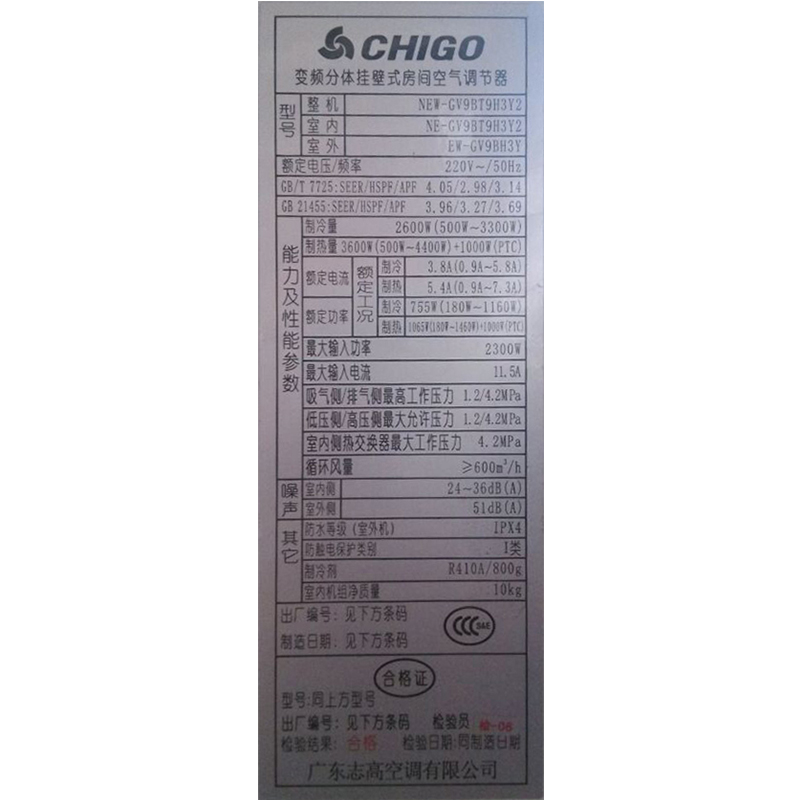 CHIGO
变频分体挂壁式房间空气调节器
型号 整机 NEW-GV9BT9H3Y2
室内 NE-GV9BT9H3Y2
室外 EW-GV9BH3Y
额定电压/频率 220V~/50Hz
GB/T 7725:SEER/HSPF/APF 4.05/2.98/3.14
GB 21455:SEER/HSPF/APF 3.96/3.27/3.69
能力及性能参数
制冷量 2600W(500W~3300W)
制热量 3600W(500W~4400W)+1000W(PTC)
额定电流 额定工况 制冷 3.8A(0.9A~5.8A)
制热 5.4A(0.9A~7.3A)
额定功率 制冷 755W(180W~1160W)
制热 1065W(180W~1460W)+1000W(PTC)
最大输入功率 2300W
最大输入电流 11.5A
吸气侧/排气侧最高工作压力 1.2/4.2MPa
低压侧/高压侧最大允许压力 1.2/4.2MPa
室内侧热交换器最大工作压力 4.2MPa
循环风量 ≥600m³/h
噪声 室内侧 24~36dB(A)
室外侧 51dB(A)
其它
防水等级(室外机) IPX4
防触电保护类别 I类
制冷剂 R410A/800g
室内机组净质量 10kg
出厂编号: 见下方条码
制造日期: 见下方条码
CCC S&E
合格证
型号:同上方型号
出厂编号: 见下方条码 检验员 检-05
检验结果: 合格 检验日期:同制造日期
广东志高空调有限公司